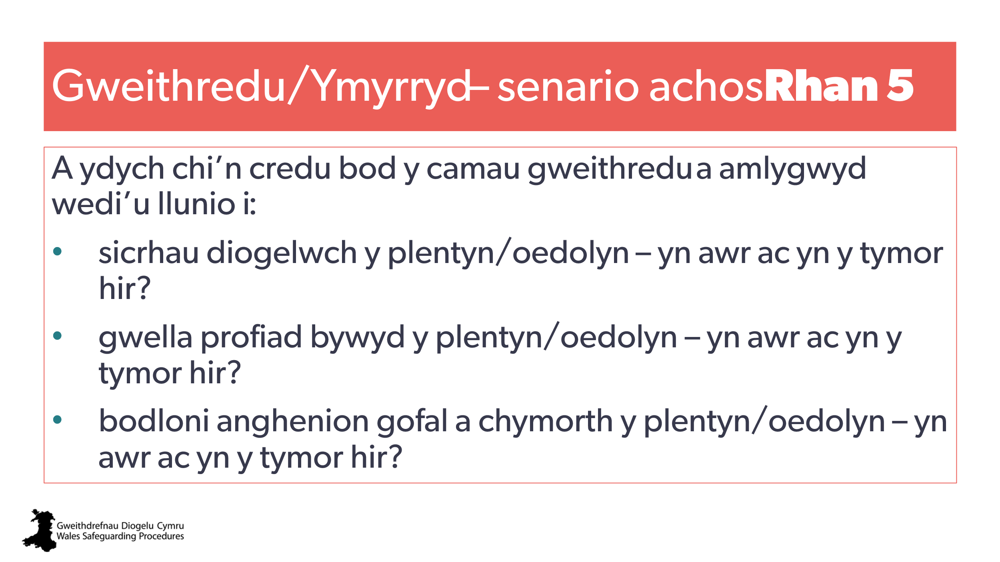 Gweithredu/Ymyrryd– senario achosRhan 5
A ydych chi’n credu bod y camau gweithredu a amlygwyd
wedi’u llunio i:
• sicrhau diogelwch y plentyn/oedolyn – yn awr ac yn y tymor
hir?
• gwella profiad bywyd y plentyn/oedolyn – yn awr ac yn y
tymor hir?
• bodloni anghenion gofal a chymorth y plentyn/oedolyn – yn
awr ac yn y tymor hir?
Gweithdrefnau Diogelu Cymru
Wales Safeguarding Procedures